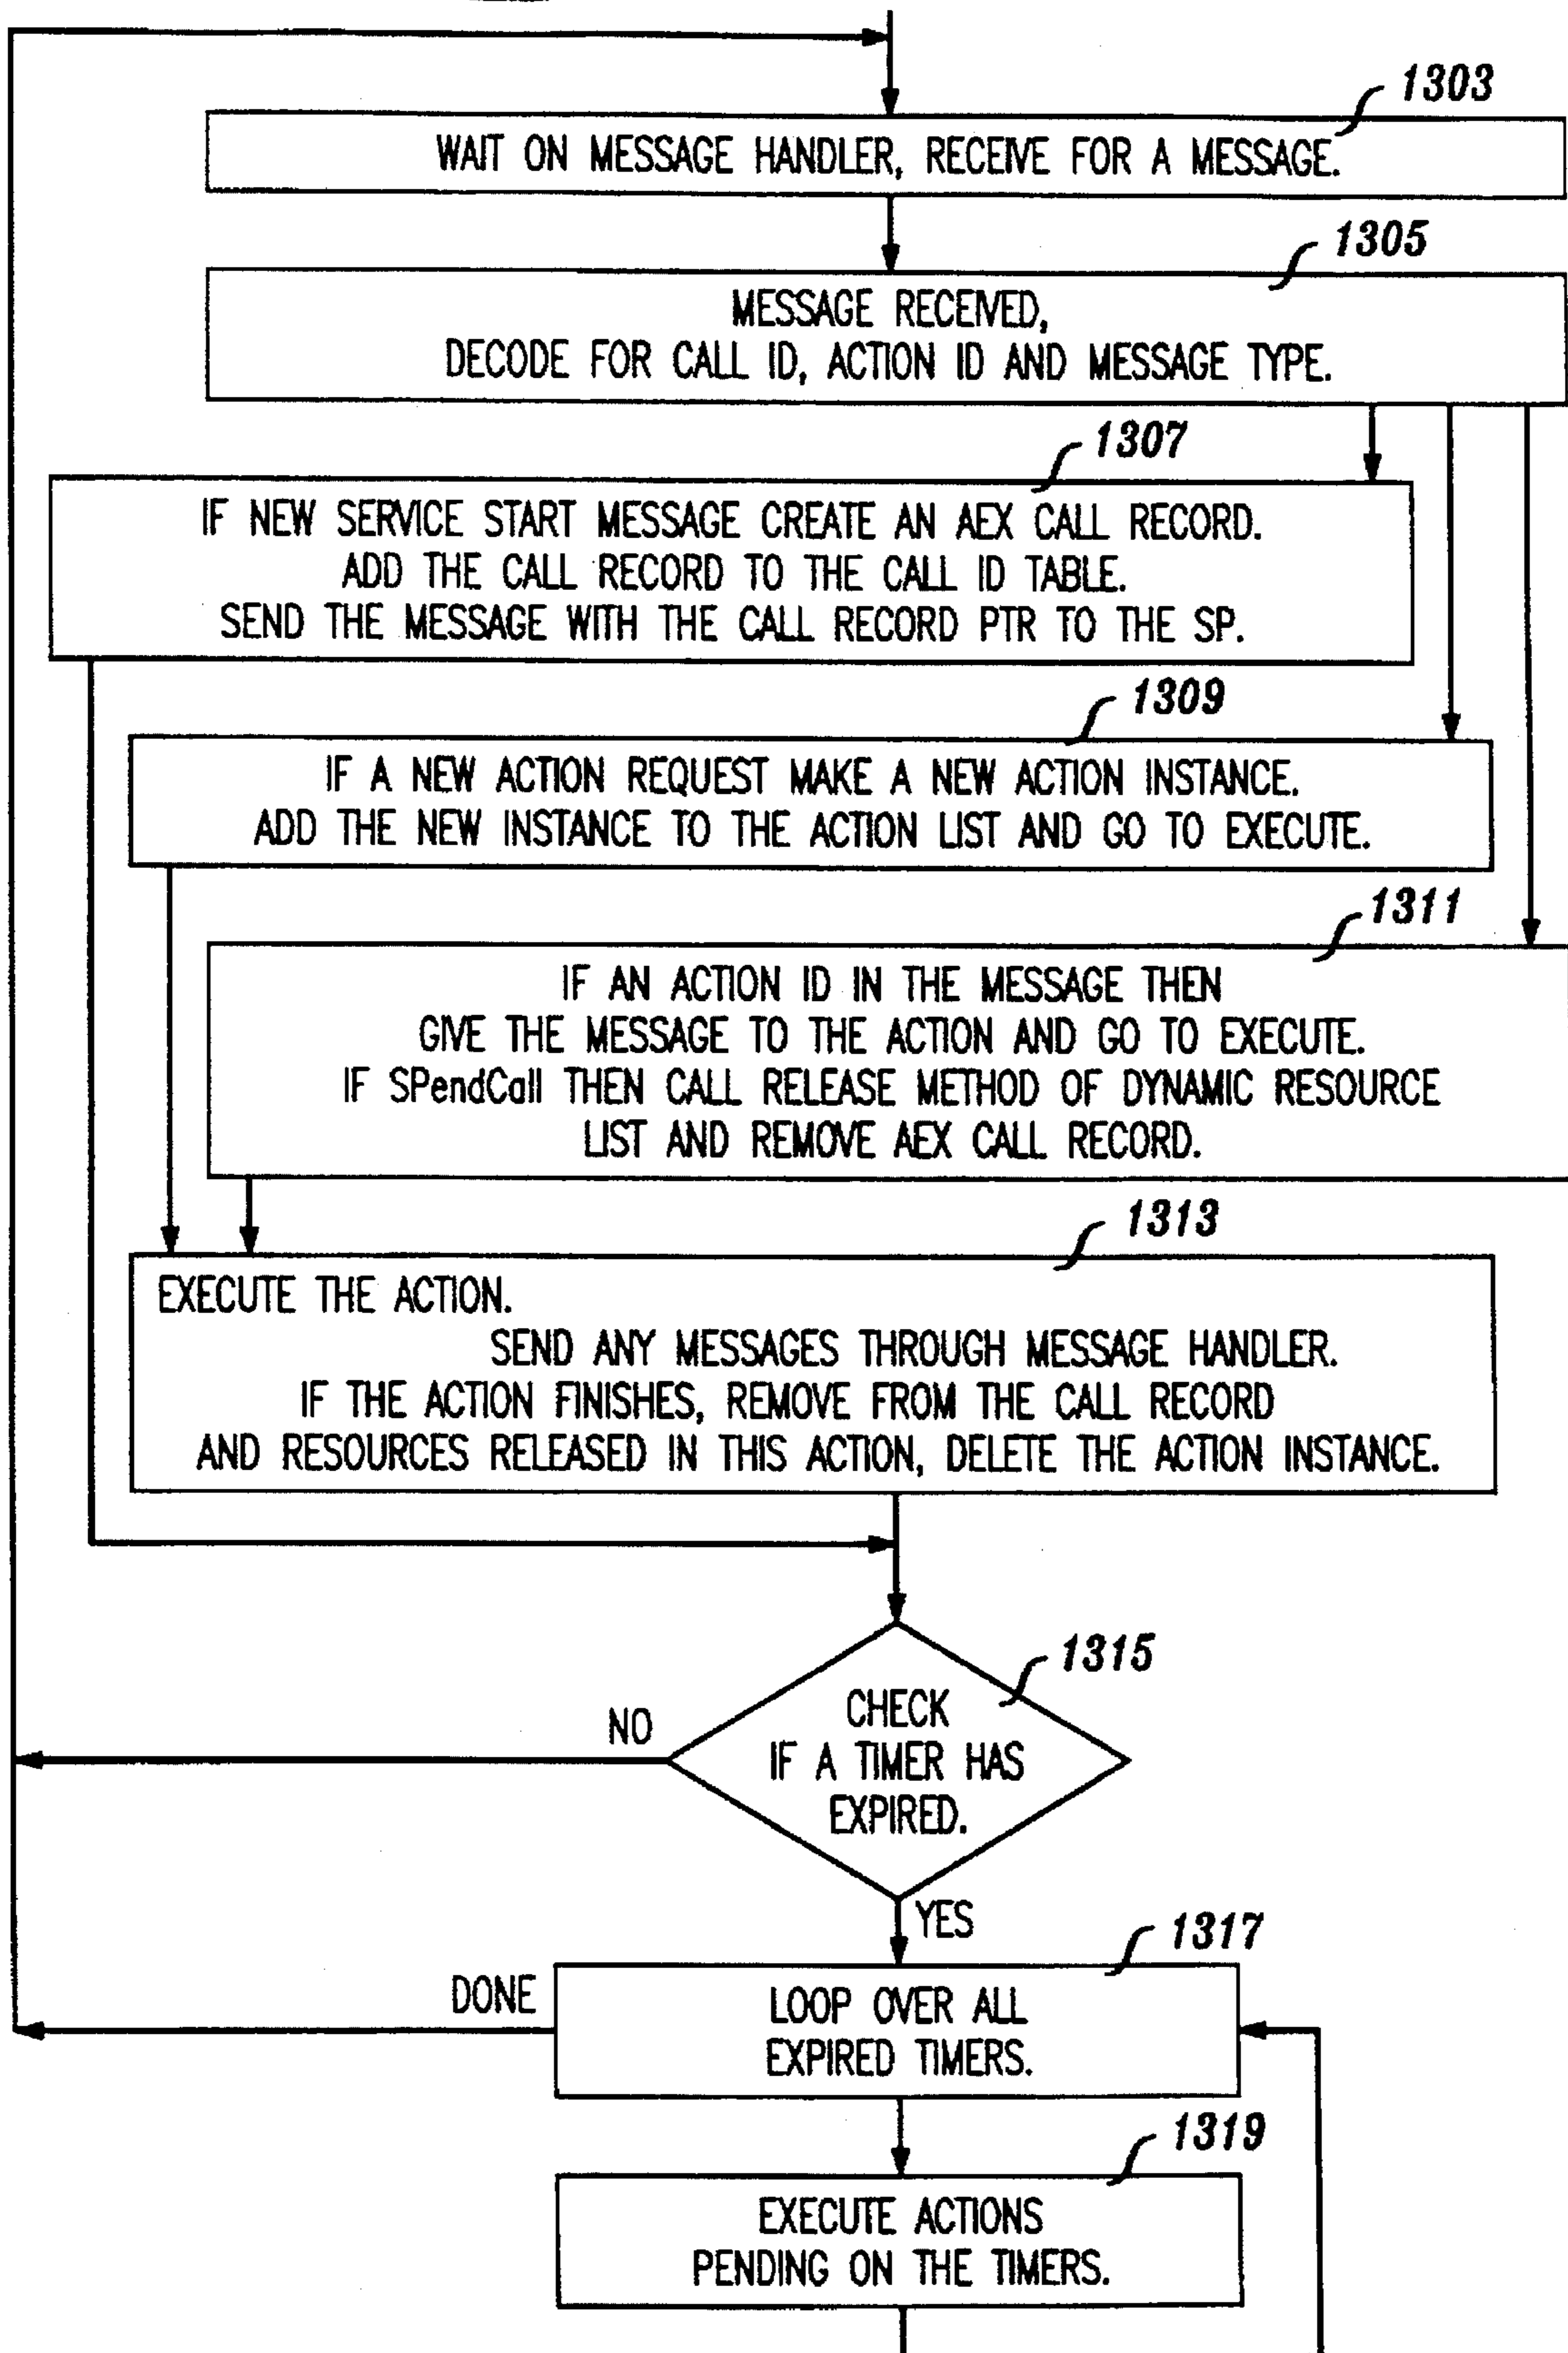 1303
WAIT ON MESSAGE HANDLER, RECEIVE FOR A MESSAGE.
1305
MESSAGE RECEIVED,
DECODE FOR CALL ID, ACTION ID AND MESSAGE TYPE.
1307
IF NEW SERVICE START MESSAGE CREATE AN AEX CALL RECORD.
ADD THE CALL RECORD TO THE CALL ID TABLE.
SEND THE MESSAGE WITH THE CALL RECORD PTR TO THE SP.
1309
IF A NEW ACTION REQUEST MAKE A NEW ACTION INSTANCE.
ADD THE NEW INSTANCE TO THE ACTION LIST AND GO TO EXECUTE.
1311
IF AN ACTION ID IN THE MESSAGE THEN
GIVE THE MESSAGE TO THE ACTION AND GO TO EXECUTE.
IF SPendCall THEN CALL RELEASE METHOD OF DYNAMIC RESOURCE
LIST AND REMOVE AEX CALL RECORD.
1313
EXECUTE THE ACTION.
SEND ANY MESSAGES THROUGH MESSAGE HANDLER.
IF THE ACTION FINISHES, REMOVE FROM THE CALL RECORD
AND RESOURCES RELEASED IN THIS ACTION, DELETE THE ACTION INSTANCE.
1315
CHECK
IF A TIMER HAS
EXPIRED.
NO
YES
1317
DONE
LOOP OVER ALL
EXPIRED TIMERS.
1319
EXECUTE ACTIONS
PENDING ON THE TIMERS.